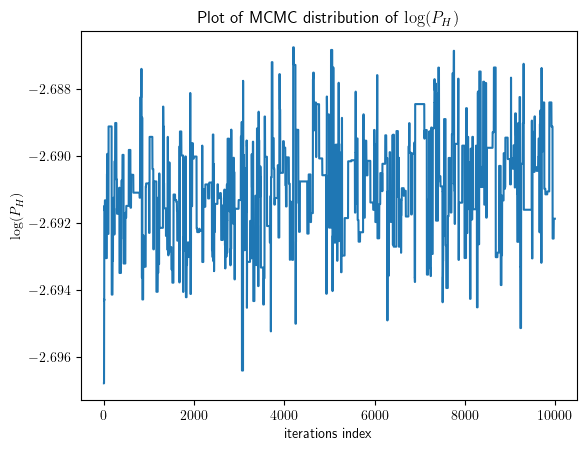 Plot of MCMC distribution of log(P_H)
−2.688
−2.690
−2.692
−2.694
−2.696
log(P_H)
0 2000 4000 6000 8000 10000
iterations index